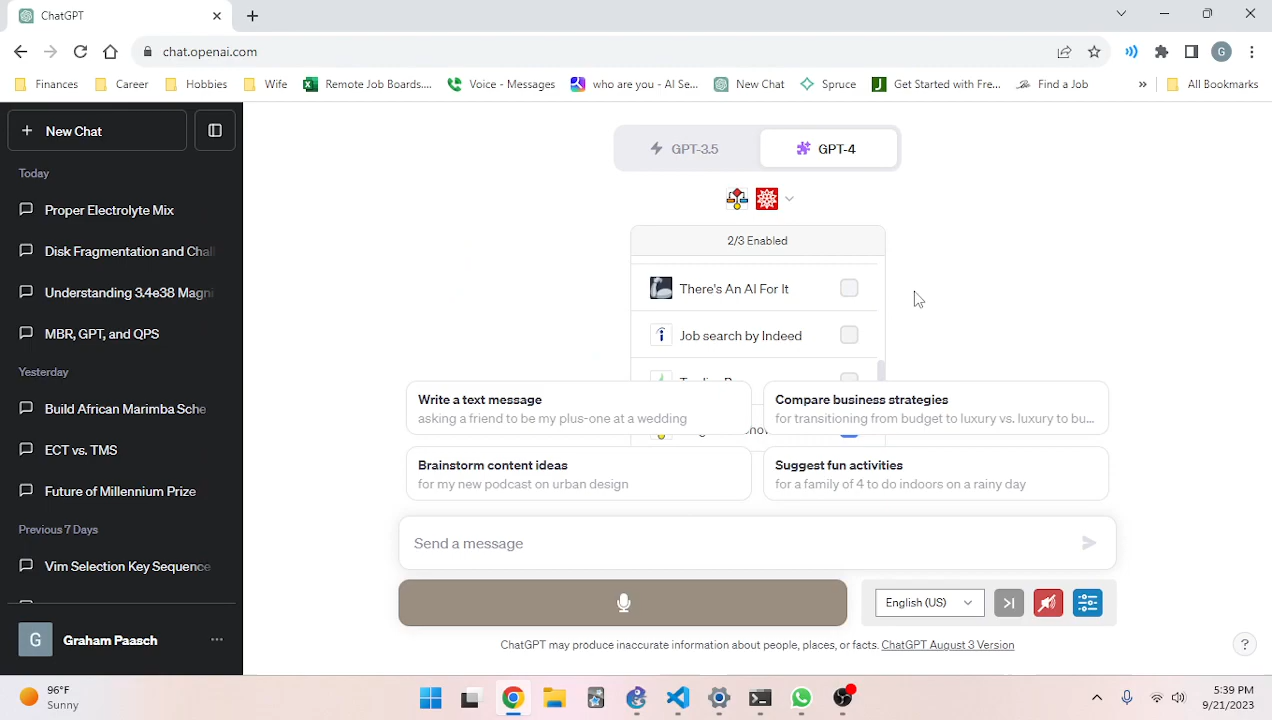 ChatGPT
chat.openai.com
G
Finances
Career
Hobbies
Wife
Remote Job Boards....
Voice - Messages
who are you - AI Se...
New Chat
Spruce
Get Started with Fre...
Find a Job
»
All Bookmarks
New Chat
Today
Proper Electrolyte Mix
Disk Fragmentation and Chal
Understanding 3.4e38 Magni
MBR, GPT, and QPS
Yesterday
Build African Marimba Sche
ECT vs. TMS
Future of Millennium Prize
Previous 7 Days
Vim Selection Key Sequence
G
Graham Paasch
...
GPT-3.5
GPT-4
2/3 Enabled
There's An AI For It
Job search by Indeed
Write a text message
asking a friend to be my plus-one at a wedding
Compare business strategies
for transitioning from budget to luxury vs. luxury to bu...
Brainstorm content ideas
for my new podcast on urban design
Suggest fun activities
for a family of 4 to do indoors on a rainy day
Send a message
English (US)
ChatGPT may produce inaccurate information about people, places, or facts. ChatGPT August 3 Version
?
96°F
Sunny
5:39 PM
9/21/2023